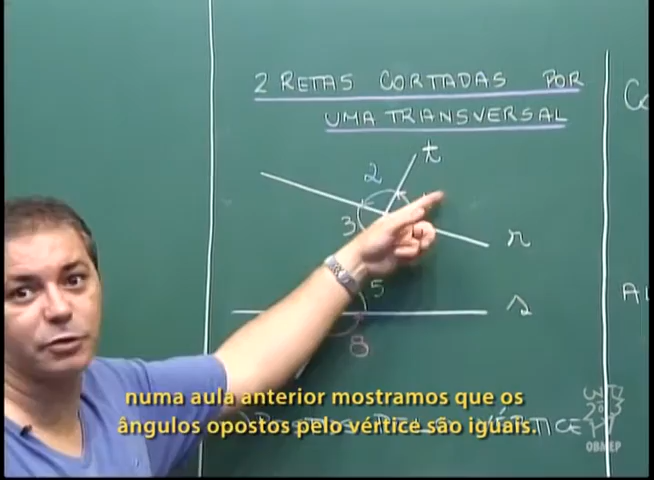 2 RETAS CORTADAS POR
UMA TRANSVERSAL
t
2
3
r
5
s
8
numa aula anterior mostramos que os
ângulos opostos pelo vértice são iguais.
VÉRTICE
OBMEP